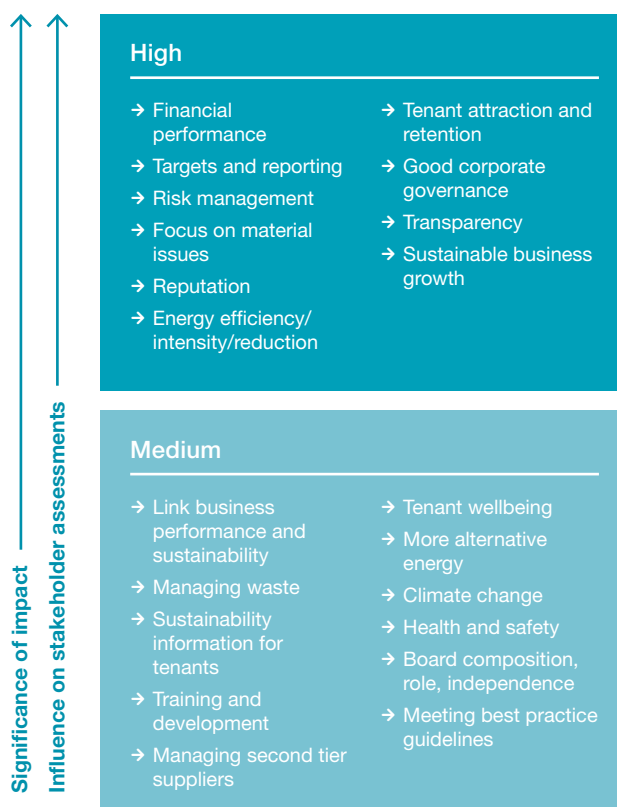 High
→ Financial
performance
→ Targets and reporting
→ Risk management
→ Focus on material
issues
→ Reputation
→ Energy efficiency/
intensity/reduction
→ Tenant attraction and
retention
→ Good corporate
governance
→ Transparency
→ Sustainable business
growth
Medium
→ Link business
performance and
sustainability
→ Managing waste
→ Sustainability
information for
tenants
→ Training and
development
→ Managing second tier
suppliers
→ Tenant wellbeing
→ More alternative
energy
→ Climate change
→ Health and safety
→ Board composition,
role, independence
→ Meeting best practice
guidelines
Significance of impact
Influence on stakeholder assessments